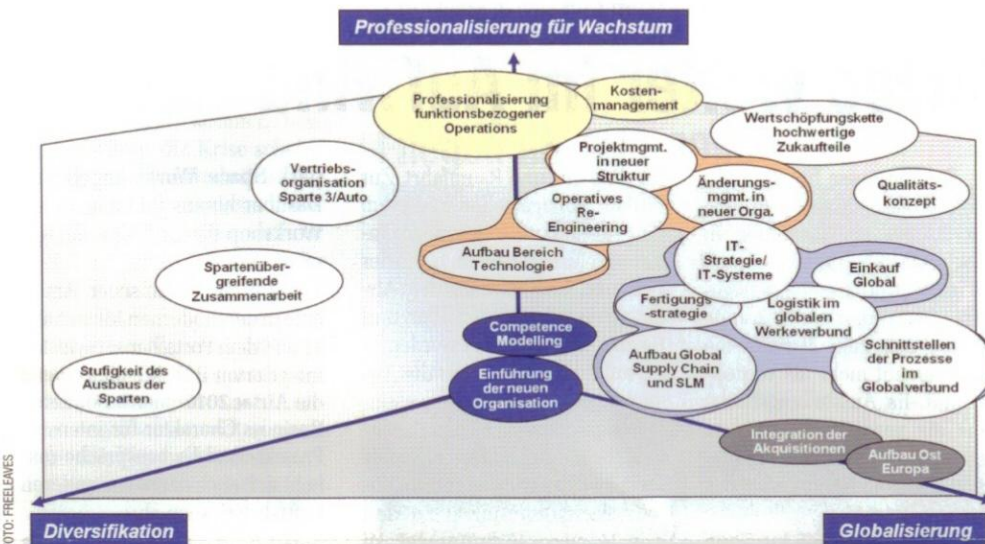 Professionalisierung für Wachstum
Professionalisierung
funktionsbezogener
Operations
Kosten-
management
Wertschöpfungskette
hochwertige
Zukaufteile
Projektmgmt.
in neuer
Struktur
Vertriebs-
organisation
Sparte 3/Auto
Änderungs-
mgmt. in
neuer Orga.
Qualitäts-
konzept
Operatives
Re-
Engineering
Aufbau Bereich
Technologie
IT-
Strategie/
IT-Systeme
Einkauf
Global
Spartenüber-
greifende
Zusammenarbeit
Fertigungs
-strategie
Logistik im
globalen
Werkeverbund
Competence
Modelling
Schnittstellen
der Prozesse
im
Globalverbund
Stufigkeit des
Ausbaus der
Sparten
Einführung
der neuen
Organisation
Aufbau Global
Supply Chain
und SLM
Integration der
Akquisitionen
Aufbau Ost
Europa
OTO: FREELEAVES
Diversifikation
Globalisierung